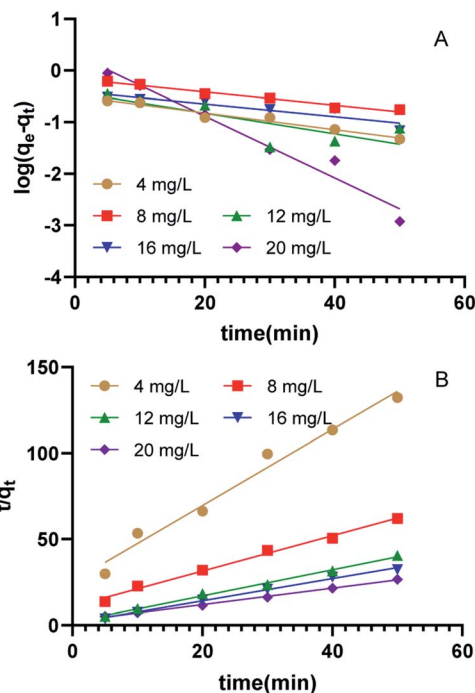 A
1
0
-1
-2
-3
-4
log(qe-qt)
4 mg/L
8 mg/L
12 mg/L
16 mg/L
20 mg/L
0
20
40
60
time(min)
B
150
100
50
0
t/qt
4 mg/L
8 mg/L
12 mg/L
16 mg/L
20 mg/L
0
20
40
60
time(min)